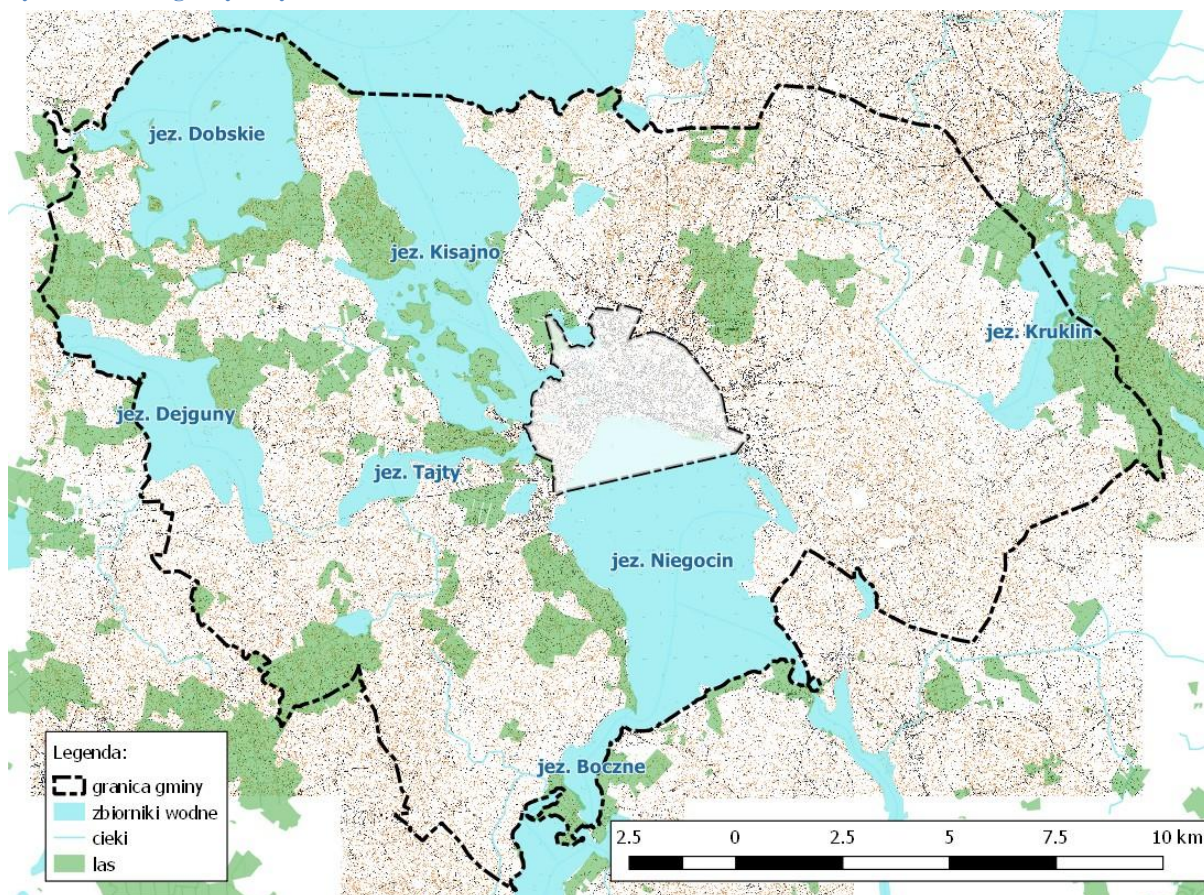 jez. Dobskie
jez. Kisajno
jez. Kruklin
jez. Dejguny
jez. Tajty
jez. Niegocin
jez. Boczne
Legenda:
granica gminy
zbiorniki wodne
cieki
las
2.5 0 2.5 5 7.5 10 km